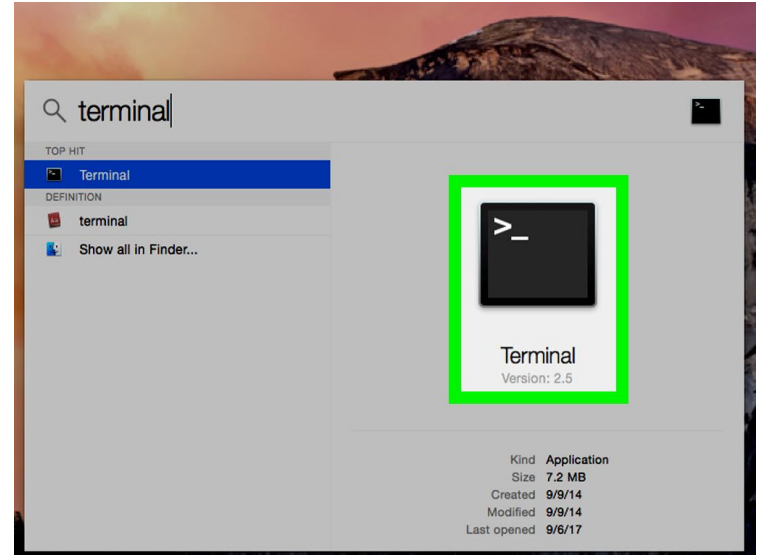 terminal
TOP HIT
Terminal
DEFINITION
terminal
Show all in Finder...
>_
Terminal
Version: 2.5
Kind Application
Size 7.2 MB
Created 9/9/14
Modified 9/9/14
Last opened 9/6/17